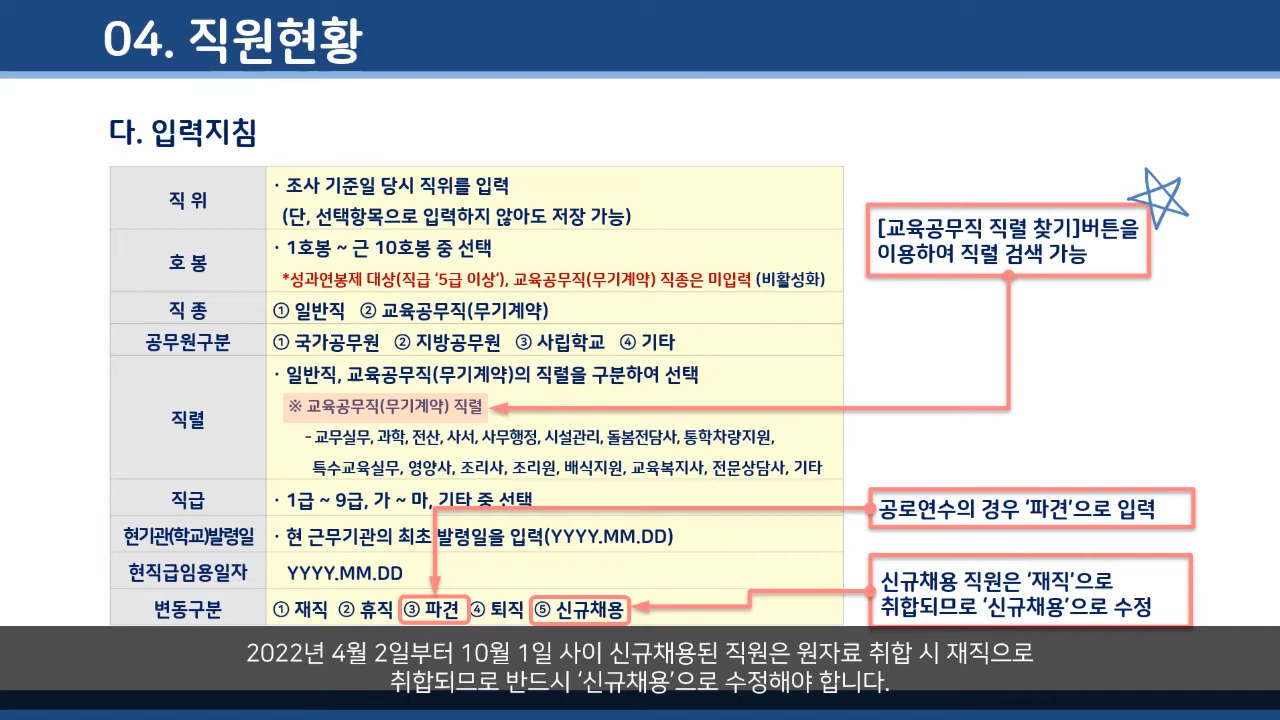 04. 직원현황
다. 입력지침
직 위
· 조사 기준일 당시 직위를 입력
(단, 선택항목으로 입력하지 않아도 저장 가능)
호 봉
· 1호봉 ~ 근 10호봉 중 선택
*성과연봉제 대상(직급 ‘5급 이상‘), 교육공무직(무기계약) 직종은 미입력 (비활성화)
직 종
① 일반직 ② 교육공무직(무기계약)
공무원구분
① 국가공무원 ② 지방공무원 ③ 사립학교 ④ 기타
직렬
· 일반직, 교육공무직(무기계약)의 직렬을 구분하여 선택
※ 교육공무직(무기계약) 직렬
- 교무실무, 과학, 전산, 사서, 사무행정, 시설관리, 돌봄전담사, 통학차량지원,
특수교육실무, 영양사, 조리사, 조리원, 배식지원, 교육복지사, 전문상담사, 기타
직급
· 1급 ~ 9급, 가 ~ 마, 기타 중 선택
현기관(학교)발령일
· 현 근무기관의 최초 발령일을 입력(YYYY.MM.DD)
현직급임용일자
YYYY.MM.DD
변동구분
① 재직 ② 휴직 ③ 파견 ④ 퇴직 ⑤ 신규채용
[교육공무직 직렬 찾기]버튼을
이용하여 직렬 검색 가능
공로연수의 경우 ‘파견’으로 입력
신규채용 직원은 ‘재직’으로
취합되므로 ‘신규채용‘으로 수정
2022년 4월 2일부터 10월 1일 사이 신규채용된 직원은 원자료 취합 시 재직으로
취합되므로 반드시 ‘신규채용’으로 수정해야 합니다.